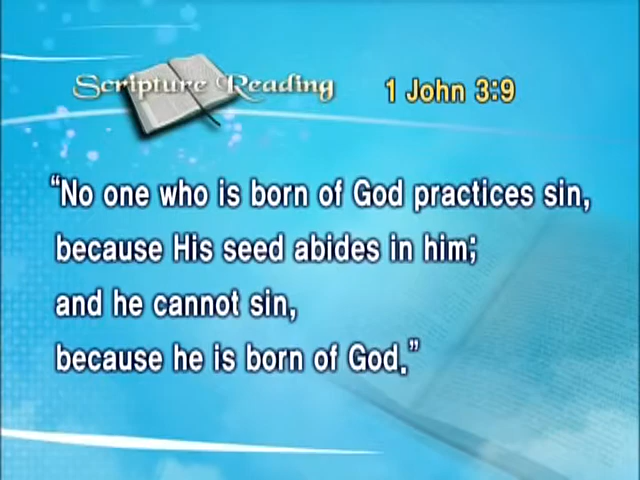 Scripture Reading
1 John 3:9
“No one who is born of God practices sin,
because His seed abides in him;
and he cannot sin,
because he is born of God.”